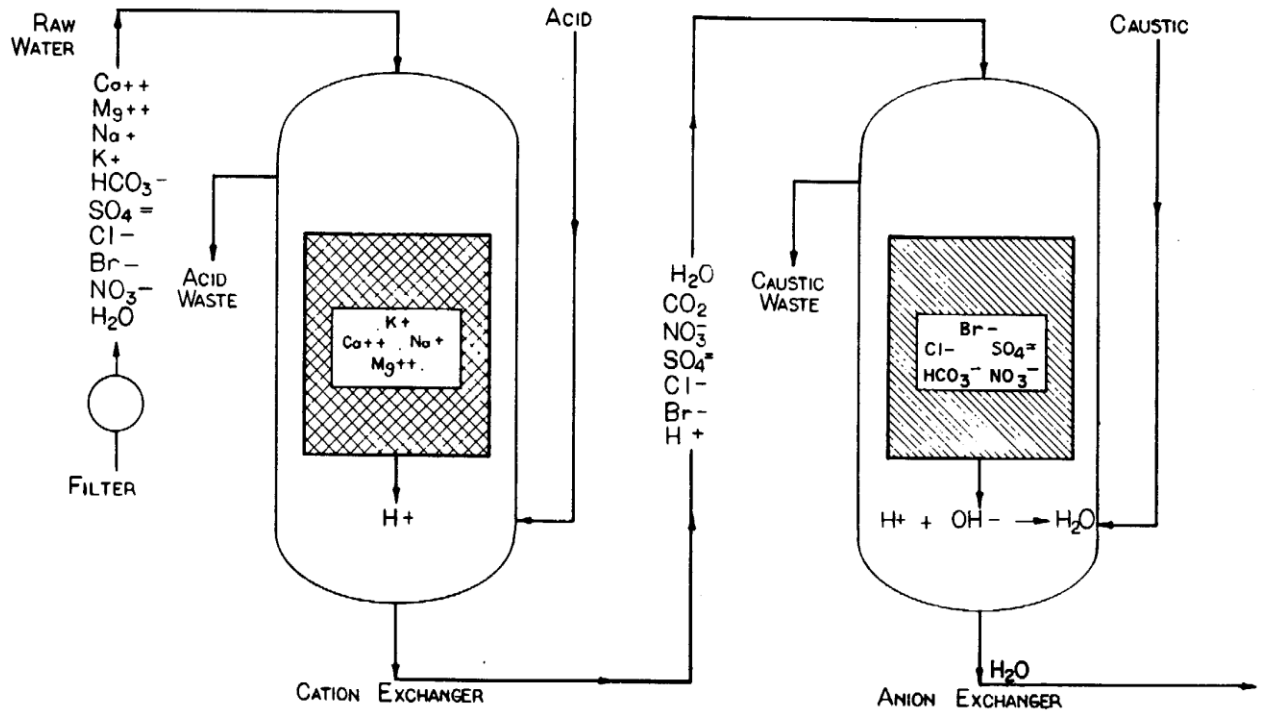 RAW
WATER
Ca++
Mg++
Na+
K+
HCO3−
SO4=
Cl−
Br−
NO3−
H2O
FILTER
ACID
ACID
WASTE
K+
Ca++ Na+
Mg++
H+
CATION EXCHANGER
H2O
CO2
NO3−
SO4=
Cl−
Br−
H+
CAUSTIC
CAUSTIC
WASTE
Br−
Cl− SO4=
HCO3− NO3−
H+ + OH− → H2O
H2O
ANION EXCHANGER